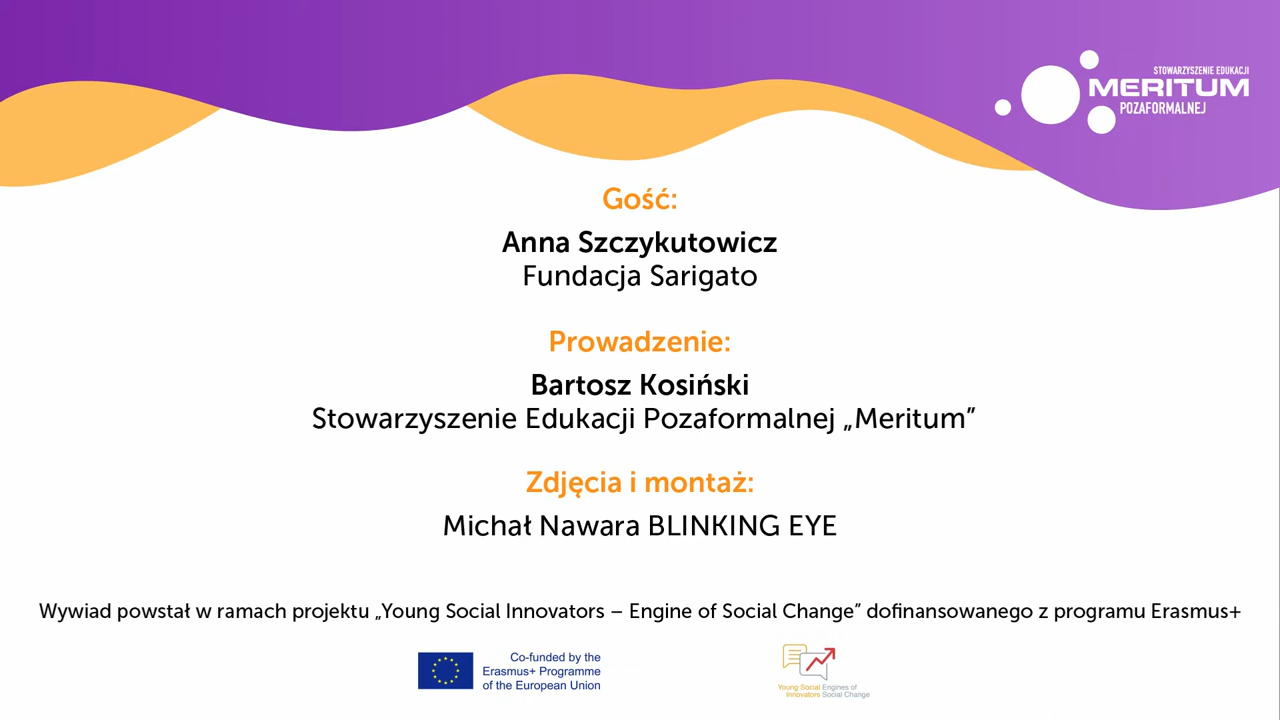 STOWARZYSZENIE EDUKACJI
MERITUM
POZAFORMALNEJ
Gość:
Anna Szczykutowicz
Fundacja Sarigato
Prowadzenie:
Bartosz Kosiński
Stowarzyszenie Edukacji Pozaformalnej „Meritum”
Zdjęcia i montaż:
Michał Nawara BLINKING EYE
Wywiad powstał w ramach projektu „Young Social Innovators – Engine of Social Change” dofinansowanego z programu Erasmus+
Co-funded by the
Erasmus+ Programme
of the European Union
Young Social Engines of
Innovators Social Change